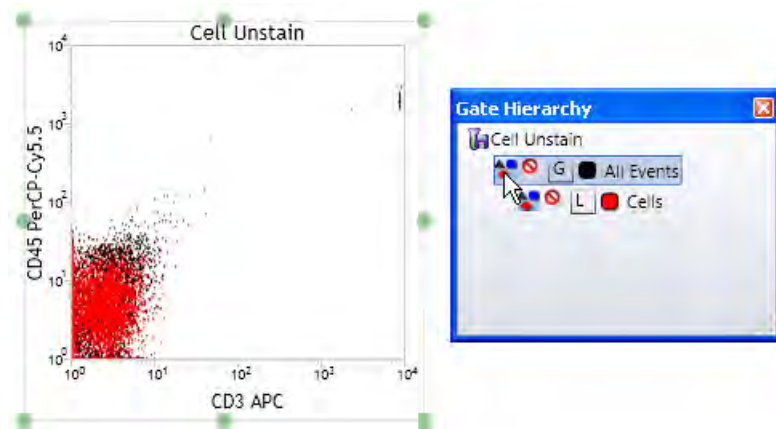 Cell Unstain
10⁴
10³
10²
10¹
10⁰
CD45 PerCP-Cy5.5
10⁰ 10¹ 10² 10³ 10⁴
CD3 APC
Gate Hierarchy
Cell Unstain
G All Events
L Cells